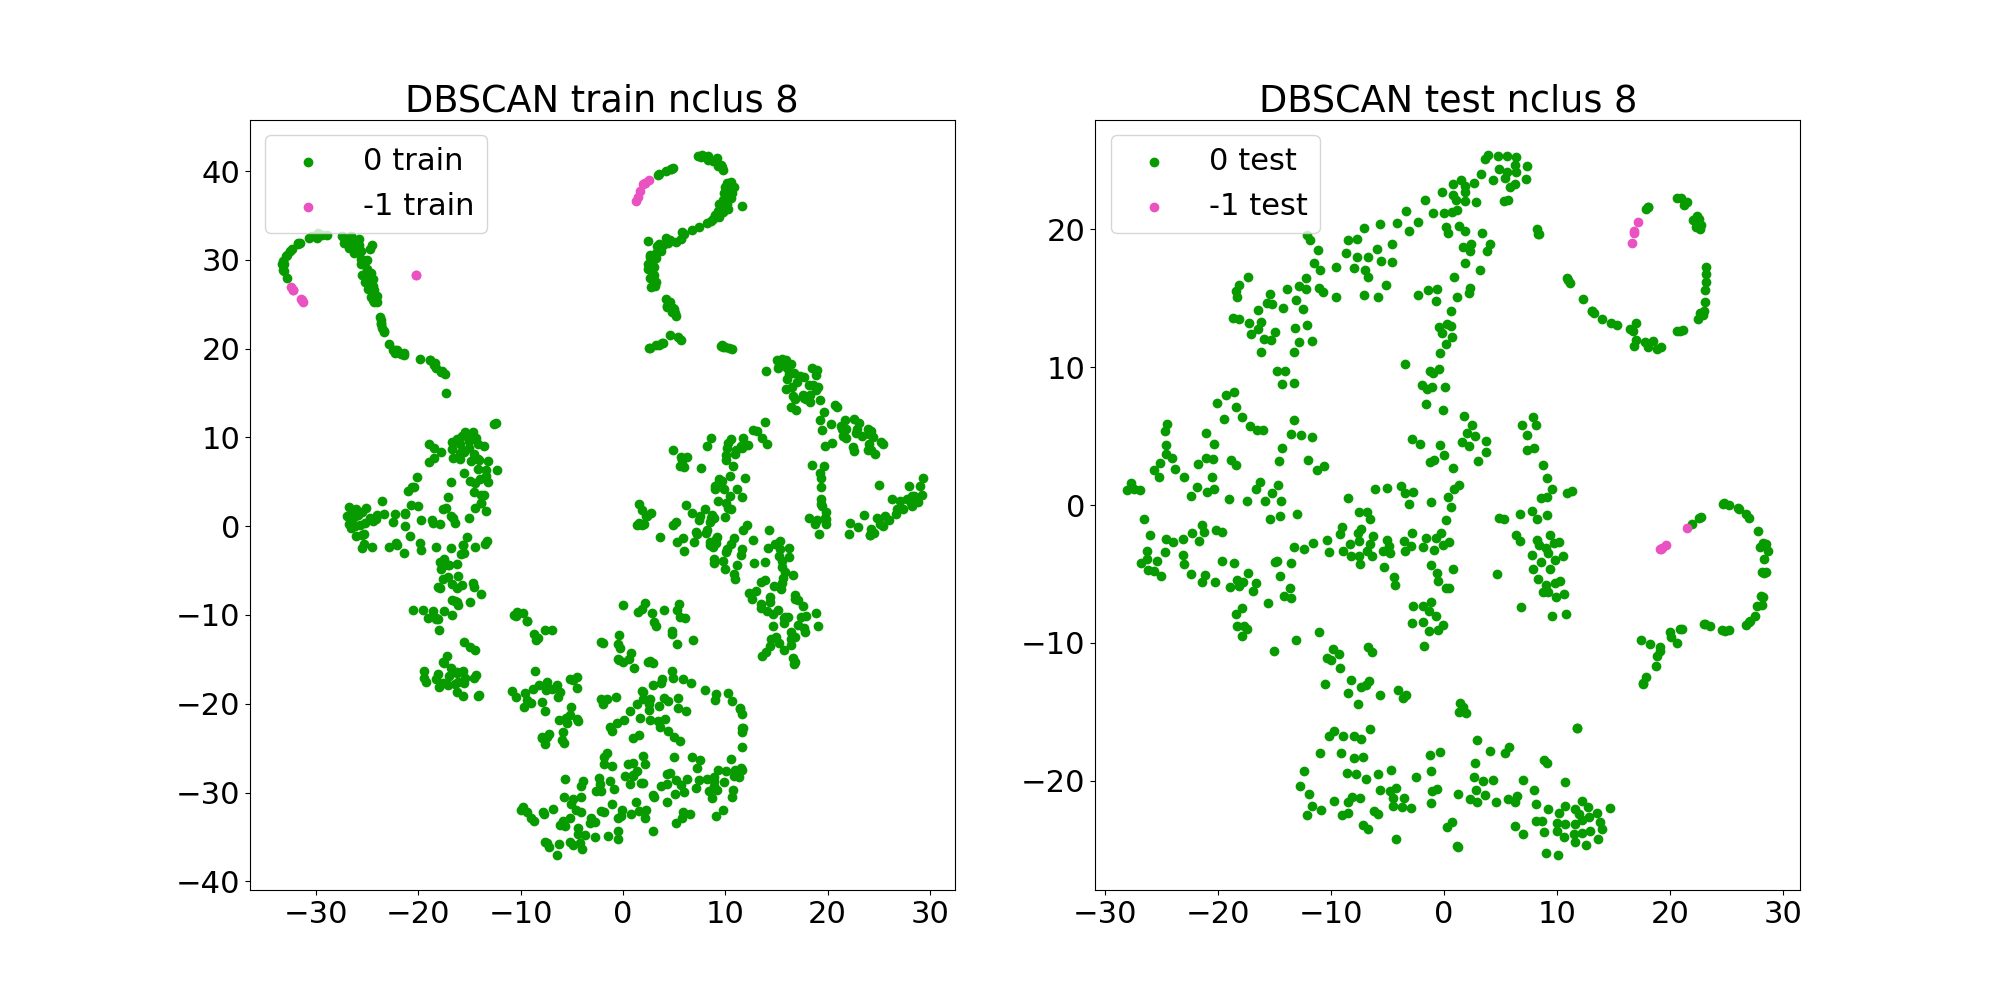 DBSCAN train nclus 8
0 train
-1 train
40
30
20
10
0
−10
−20
−30
−40
−30 −20 −10 0 10 20 30
DBSCAN test nclus 8
0 test
-1 test
20
10
0
−10
−20
−30 −20 −10 0 10 20 30